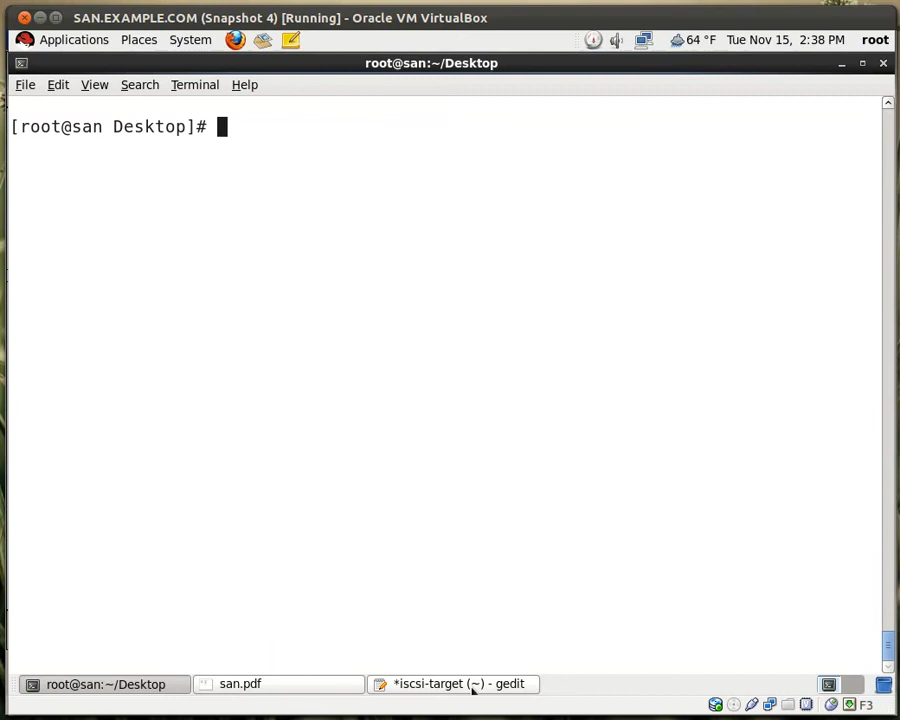 SAN.EXAMPLE.COM (Snapshot 4) [Running] - Oracle VM VirtualBox
Applications Places System 64 °F Tue Nov 15, 2:38 PM root
root@san:~/Desktop
File Edit View Search Terminal Help
[root@san Desktop]#
root@san:~/Desktop san.pdf *iscsi-target (~) - gedit
F3